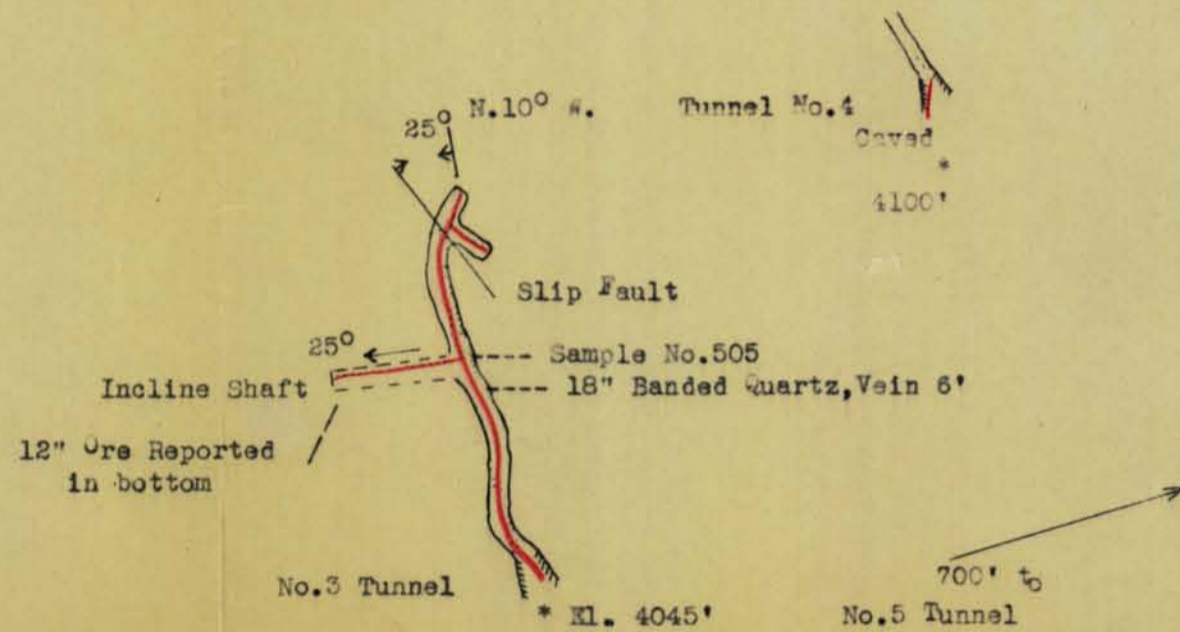 N.10° W. Tunnel No.4
25°
Caved
*
4100'
Slip Fault
25°
Sample No.505
Incline Shaft
18" Banded Quartz,Vein 6'
12" Ore Reported
in bottom
700' to
No.3 Tunnel
* El. 4045'
No.5 Tunnel